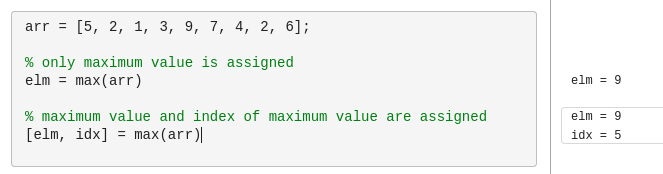 arr = [5, 2, 1, 3, 9, 7, 4, 2, 6];
% only maximum value is assigned
elm = max(arr)
% maximum value and index of maximum value are assigned
[elm, idx] = max(arr)
elm = 9
elm = 9
idx = 5